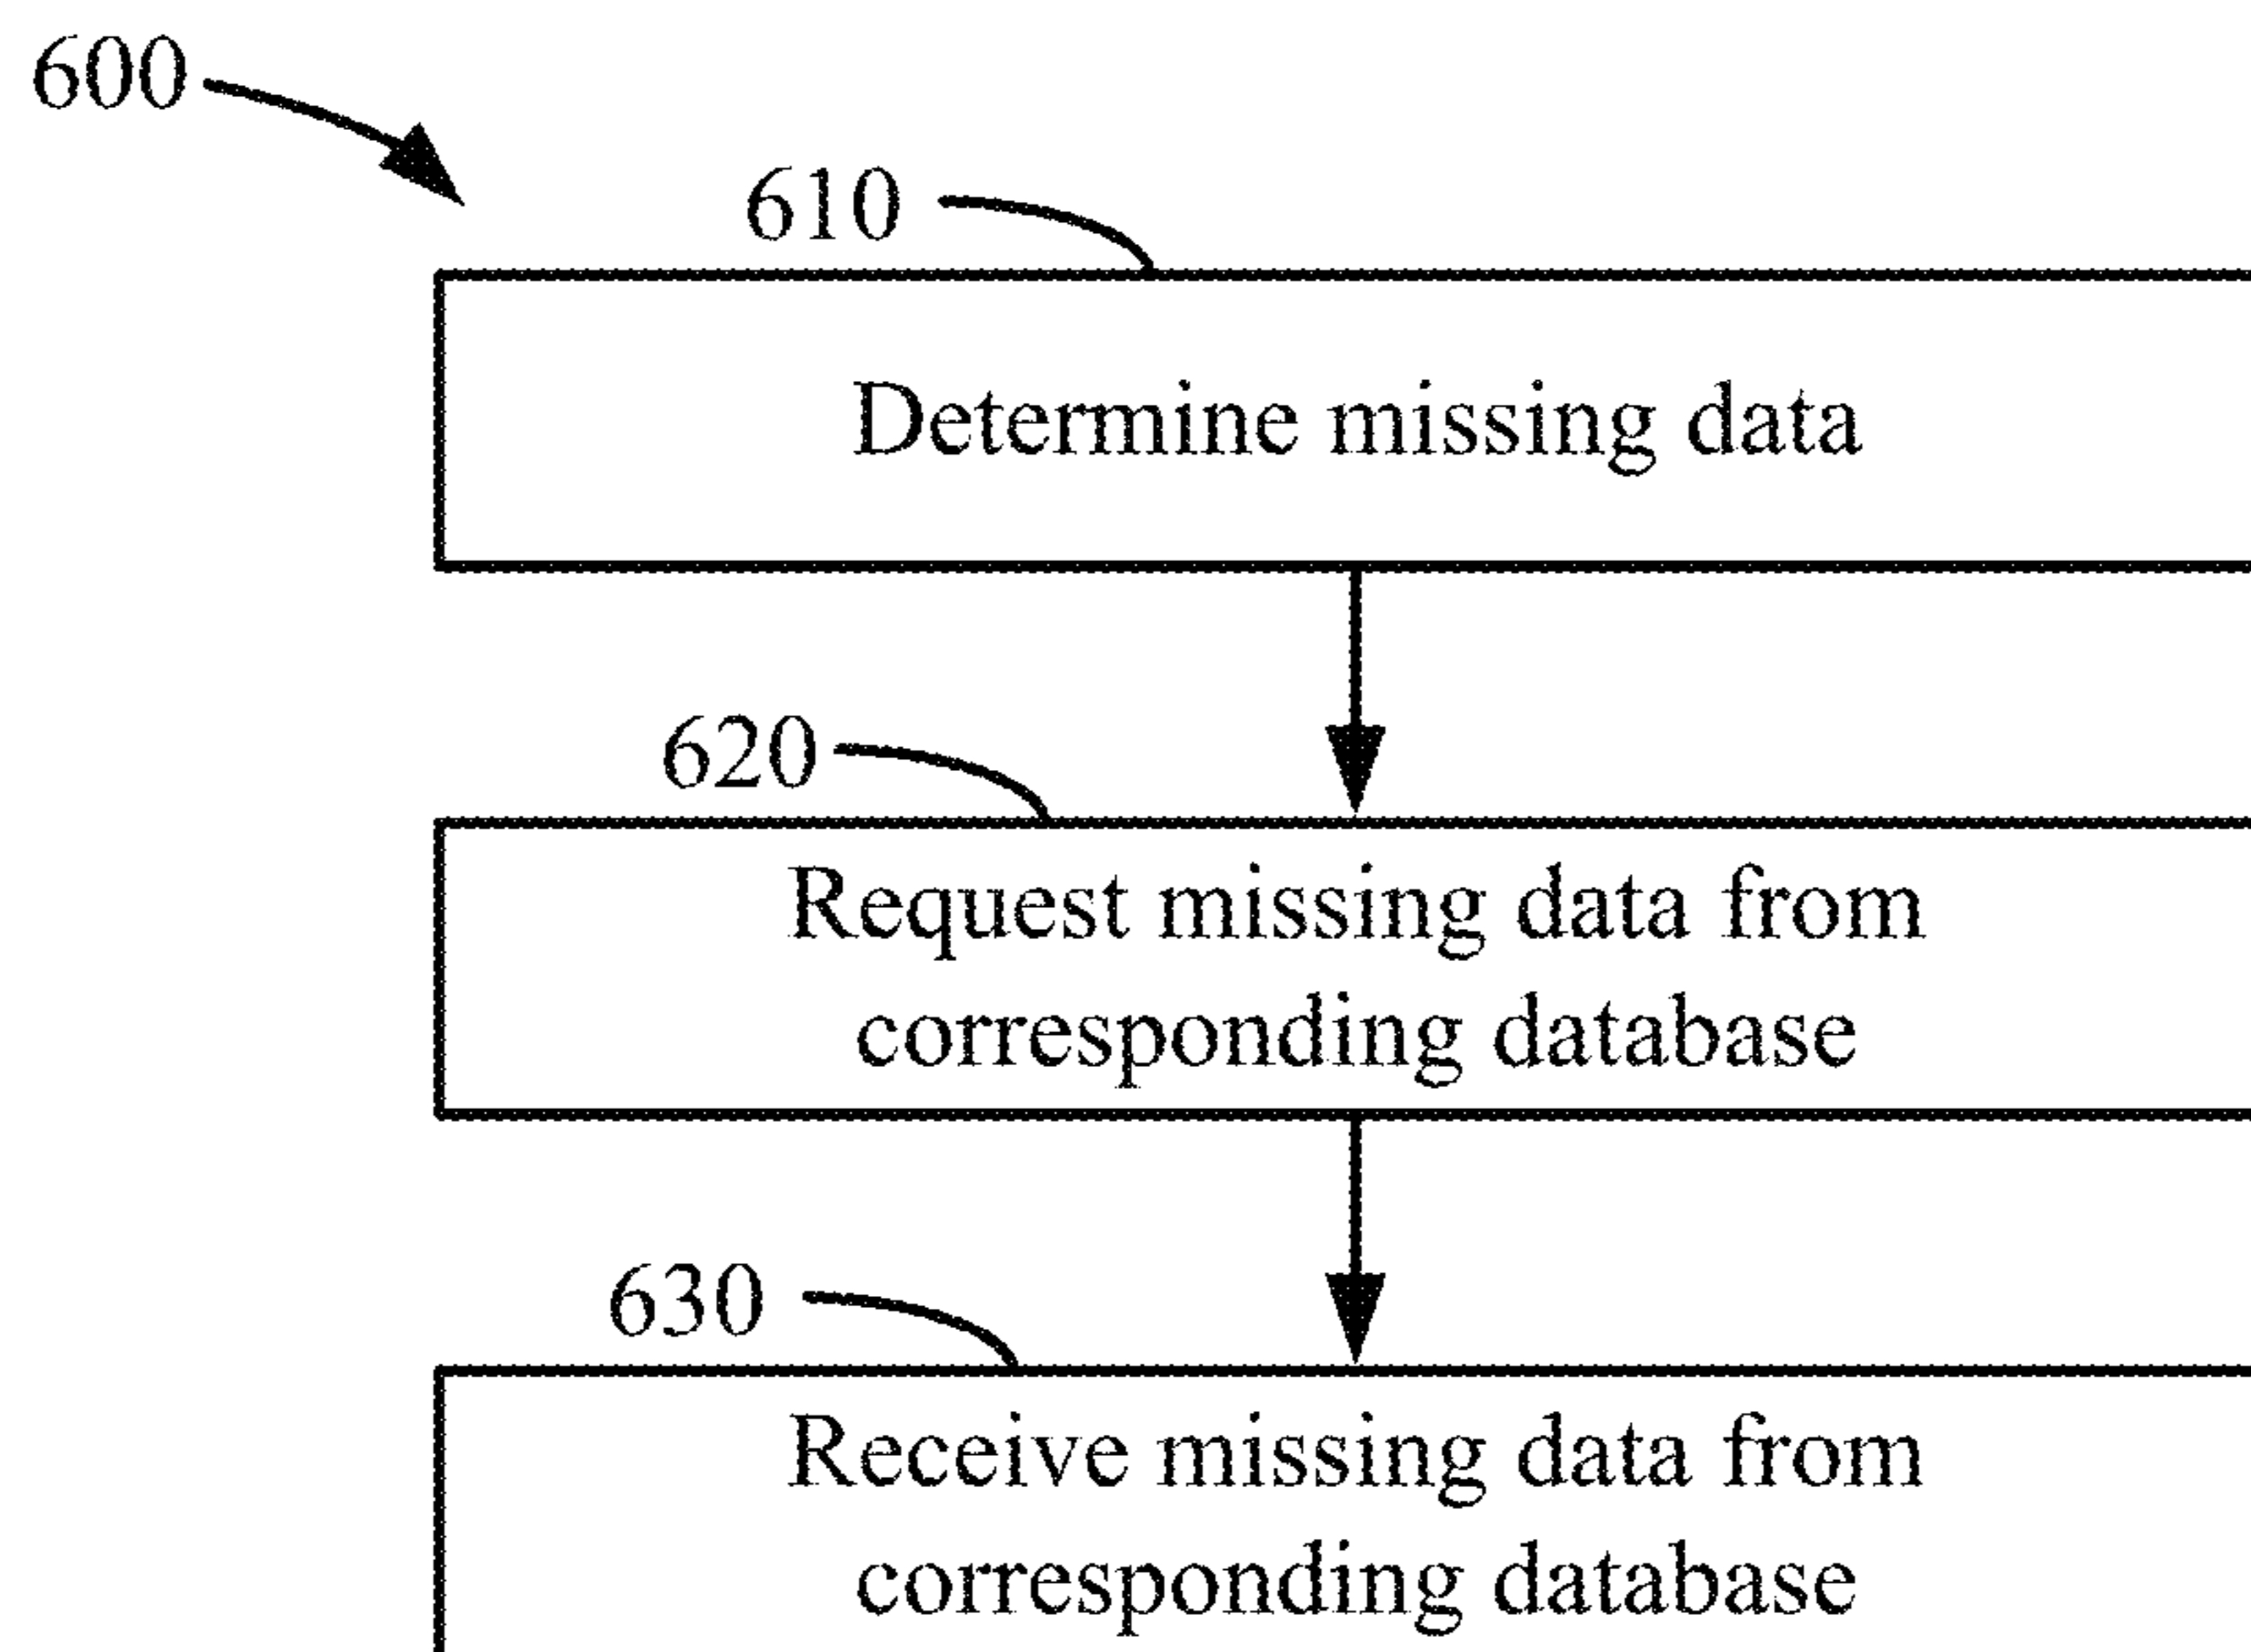 600
610
Determine missing data
620
Request missing data from
corresponding database
630
Receive missing data from
corresponding database